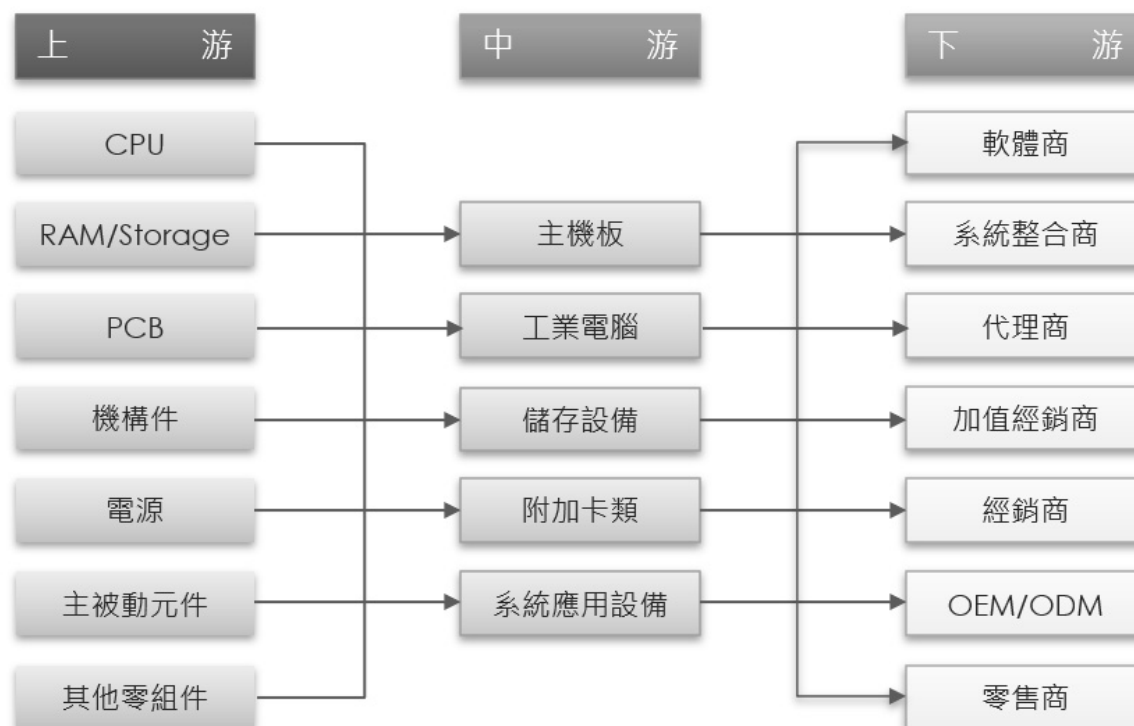 上 游
中 游
下 游
CPU
軟體商
RAM/Storage
主機板
系統整合商
PCB
工業電腦
代理商
機構件
儲存設備
加值經銷商
電源
附加卡類
經銷商
主被動元件
系統應用設備
OEM/ODM
其他零組件
零售商